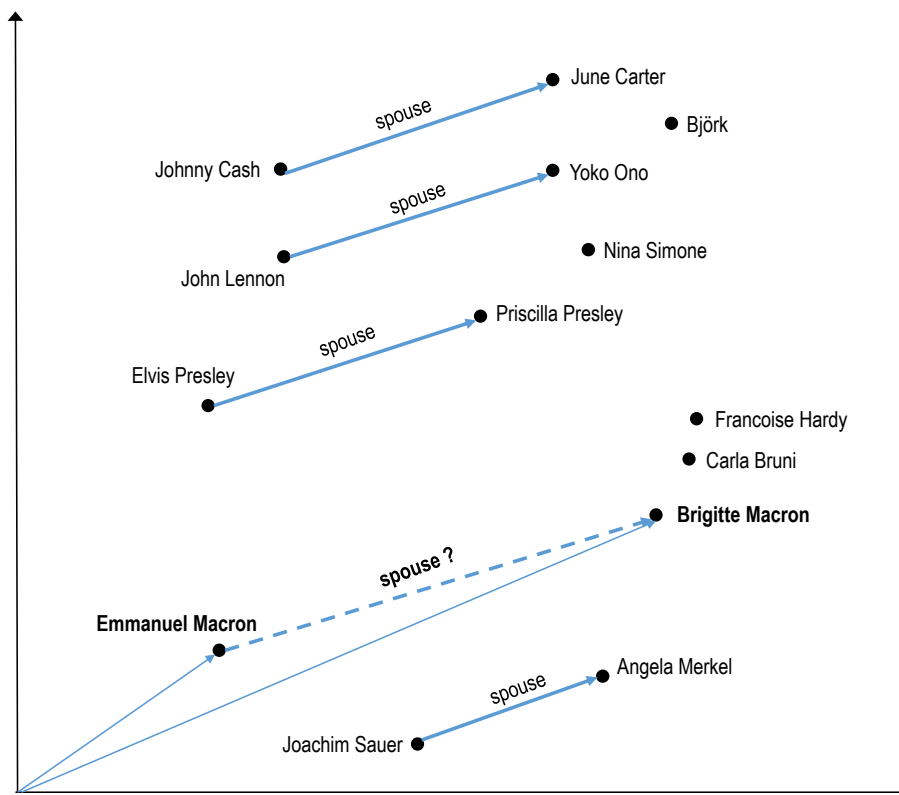 June Carter
spouse
Björk
Johnny Cash
Yoko Ono
spouse
Nina Simone
John Lennon
Priscilla Presley
spouse
Elvis Presley
Francoise Hardy
Carla Bruni
Brigitte Macron
spouse ?
Emmanuel Macron
Angela Merkel
spouse
Joachim Sauer